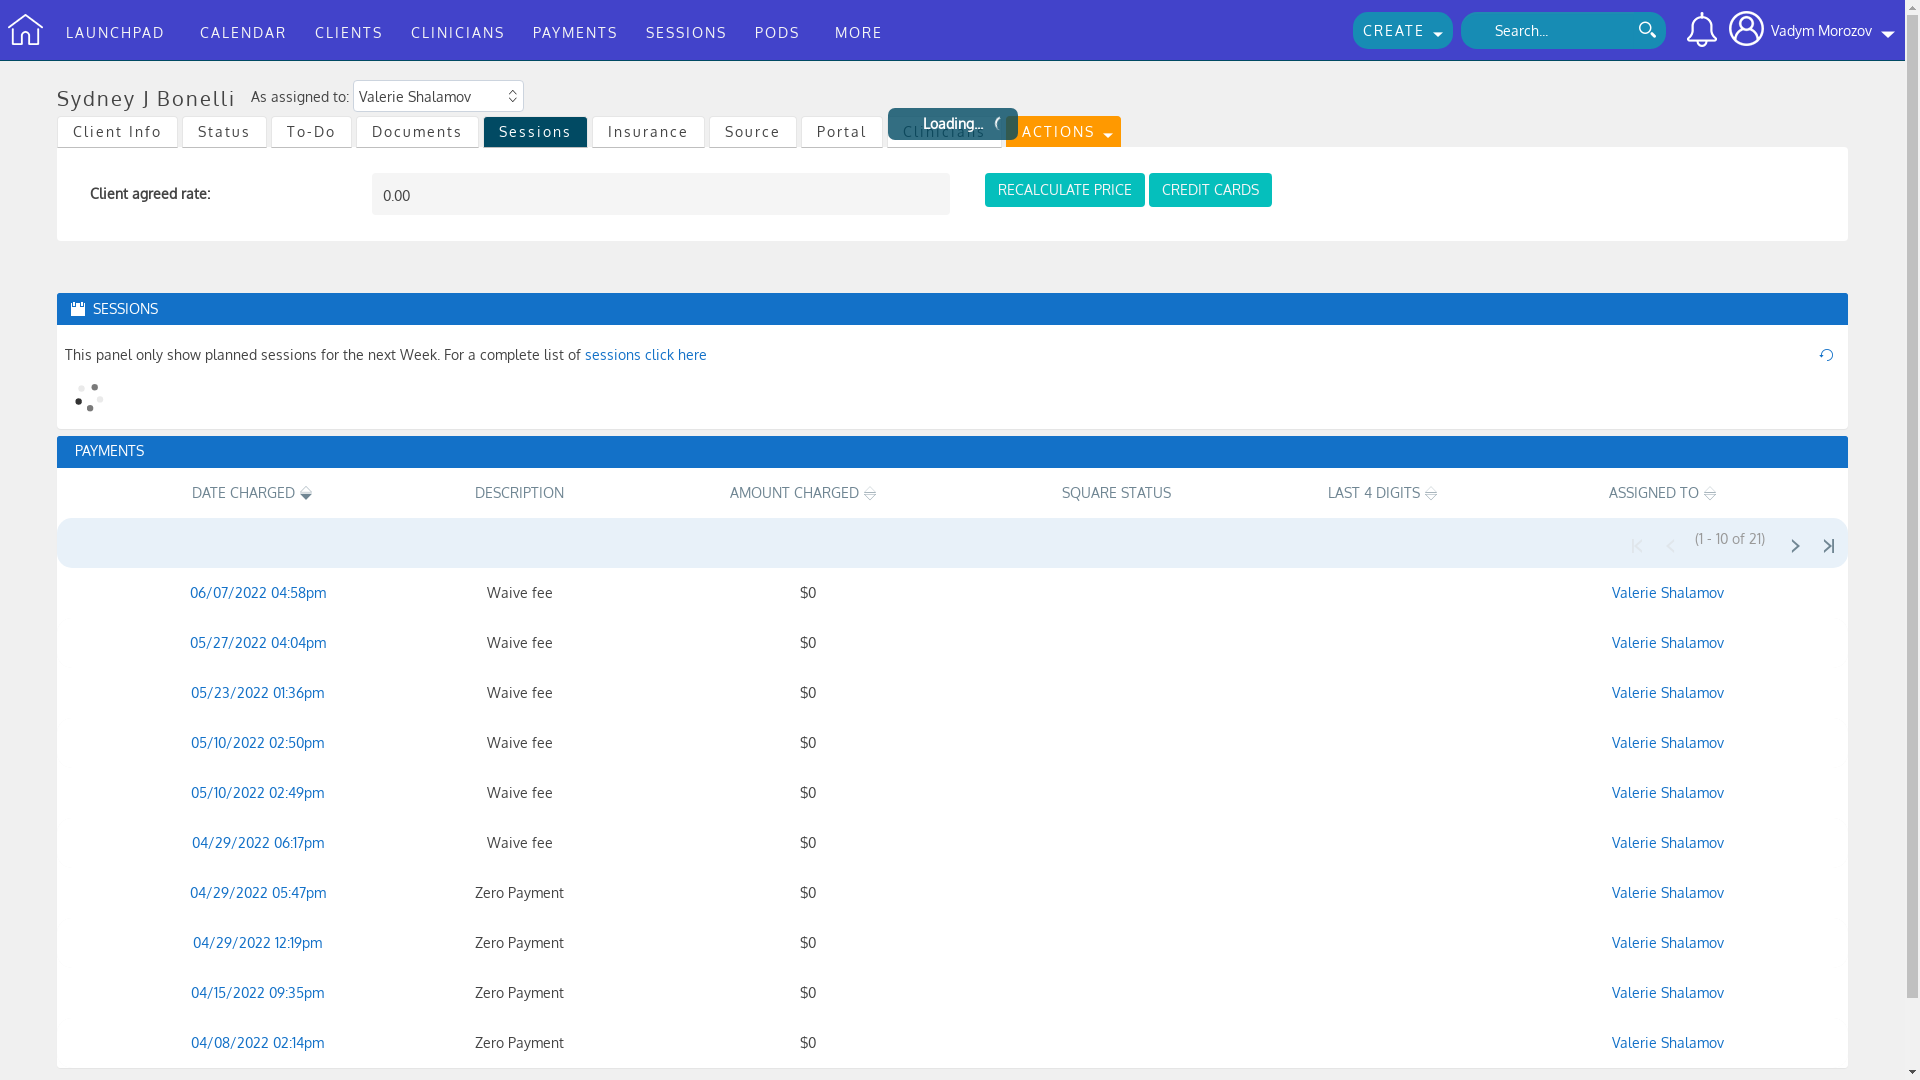 LAUNCHPAD CALENDAR CLIENTS CLINICIANS PAYMENTS SESSIONS PODS MORE CREATE Search... Vadym Morozov
Sydney J Bonelli As assigned to: Valerie Shalamov
Loading...
Client Info Status To-Do Documents Sessions Insurance Source Portal Clinicians ACTIONS
Client agreed rate: 0.00 RECALCULATE PRICE CREDIT CARDS
SESSIONS
This panel only show planned sessions for the next Week. For a complete list of sessions click here
PAYMENTS
DATE CHARGED DESCRIPTION AMOUNT CHARGED SQUARE STATUS LAST 4 DIGITS ASSIGNED TO
(1 - 10 of 21)
06/07/2022 04:58pm Waive fee $0 Valerie Shalamov
05/27/2022 04:04pm Waive fee $0 Valerie Shalamov
05/23/2022 01:36pm Waive fee $0 Valerie Shalamov
05/10/2022 02:50pm Waive fee $0 Valerie Shalamov
05/10/2022 02:49pm Waive fee $0 Valerie Shalamov
04/29/2022 06:17pm Waive fee $0 Valerie Shalamov
04/29/2022 05:47pm Zero Payment $0 Valerie Shalamov
04/29/2022 12:19pm Zero Payment $0 Valerie Shalamov
04/15/2022 09:35pm Zero Payment $0 Valerie Shalamov
04/08/2022 02:14pm Zero Payment $0 Valerie Shalamov